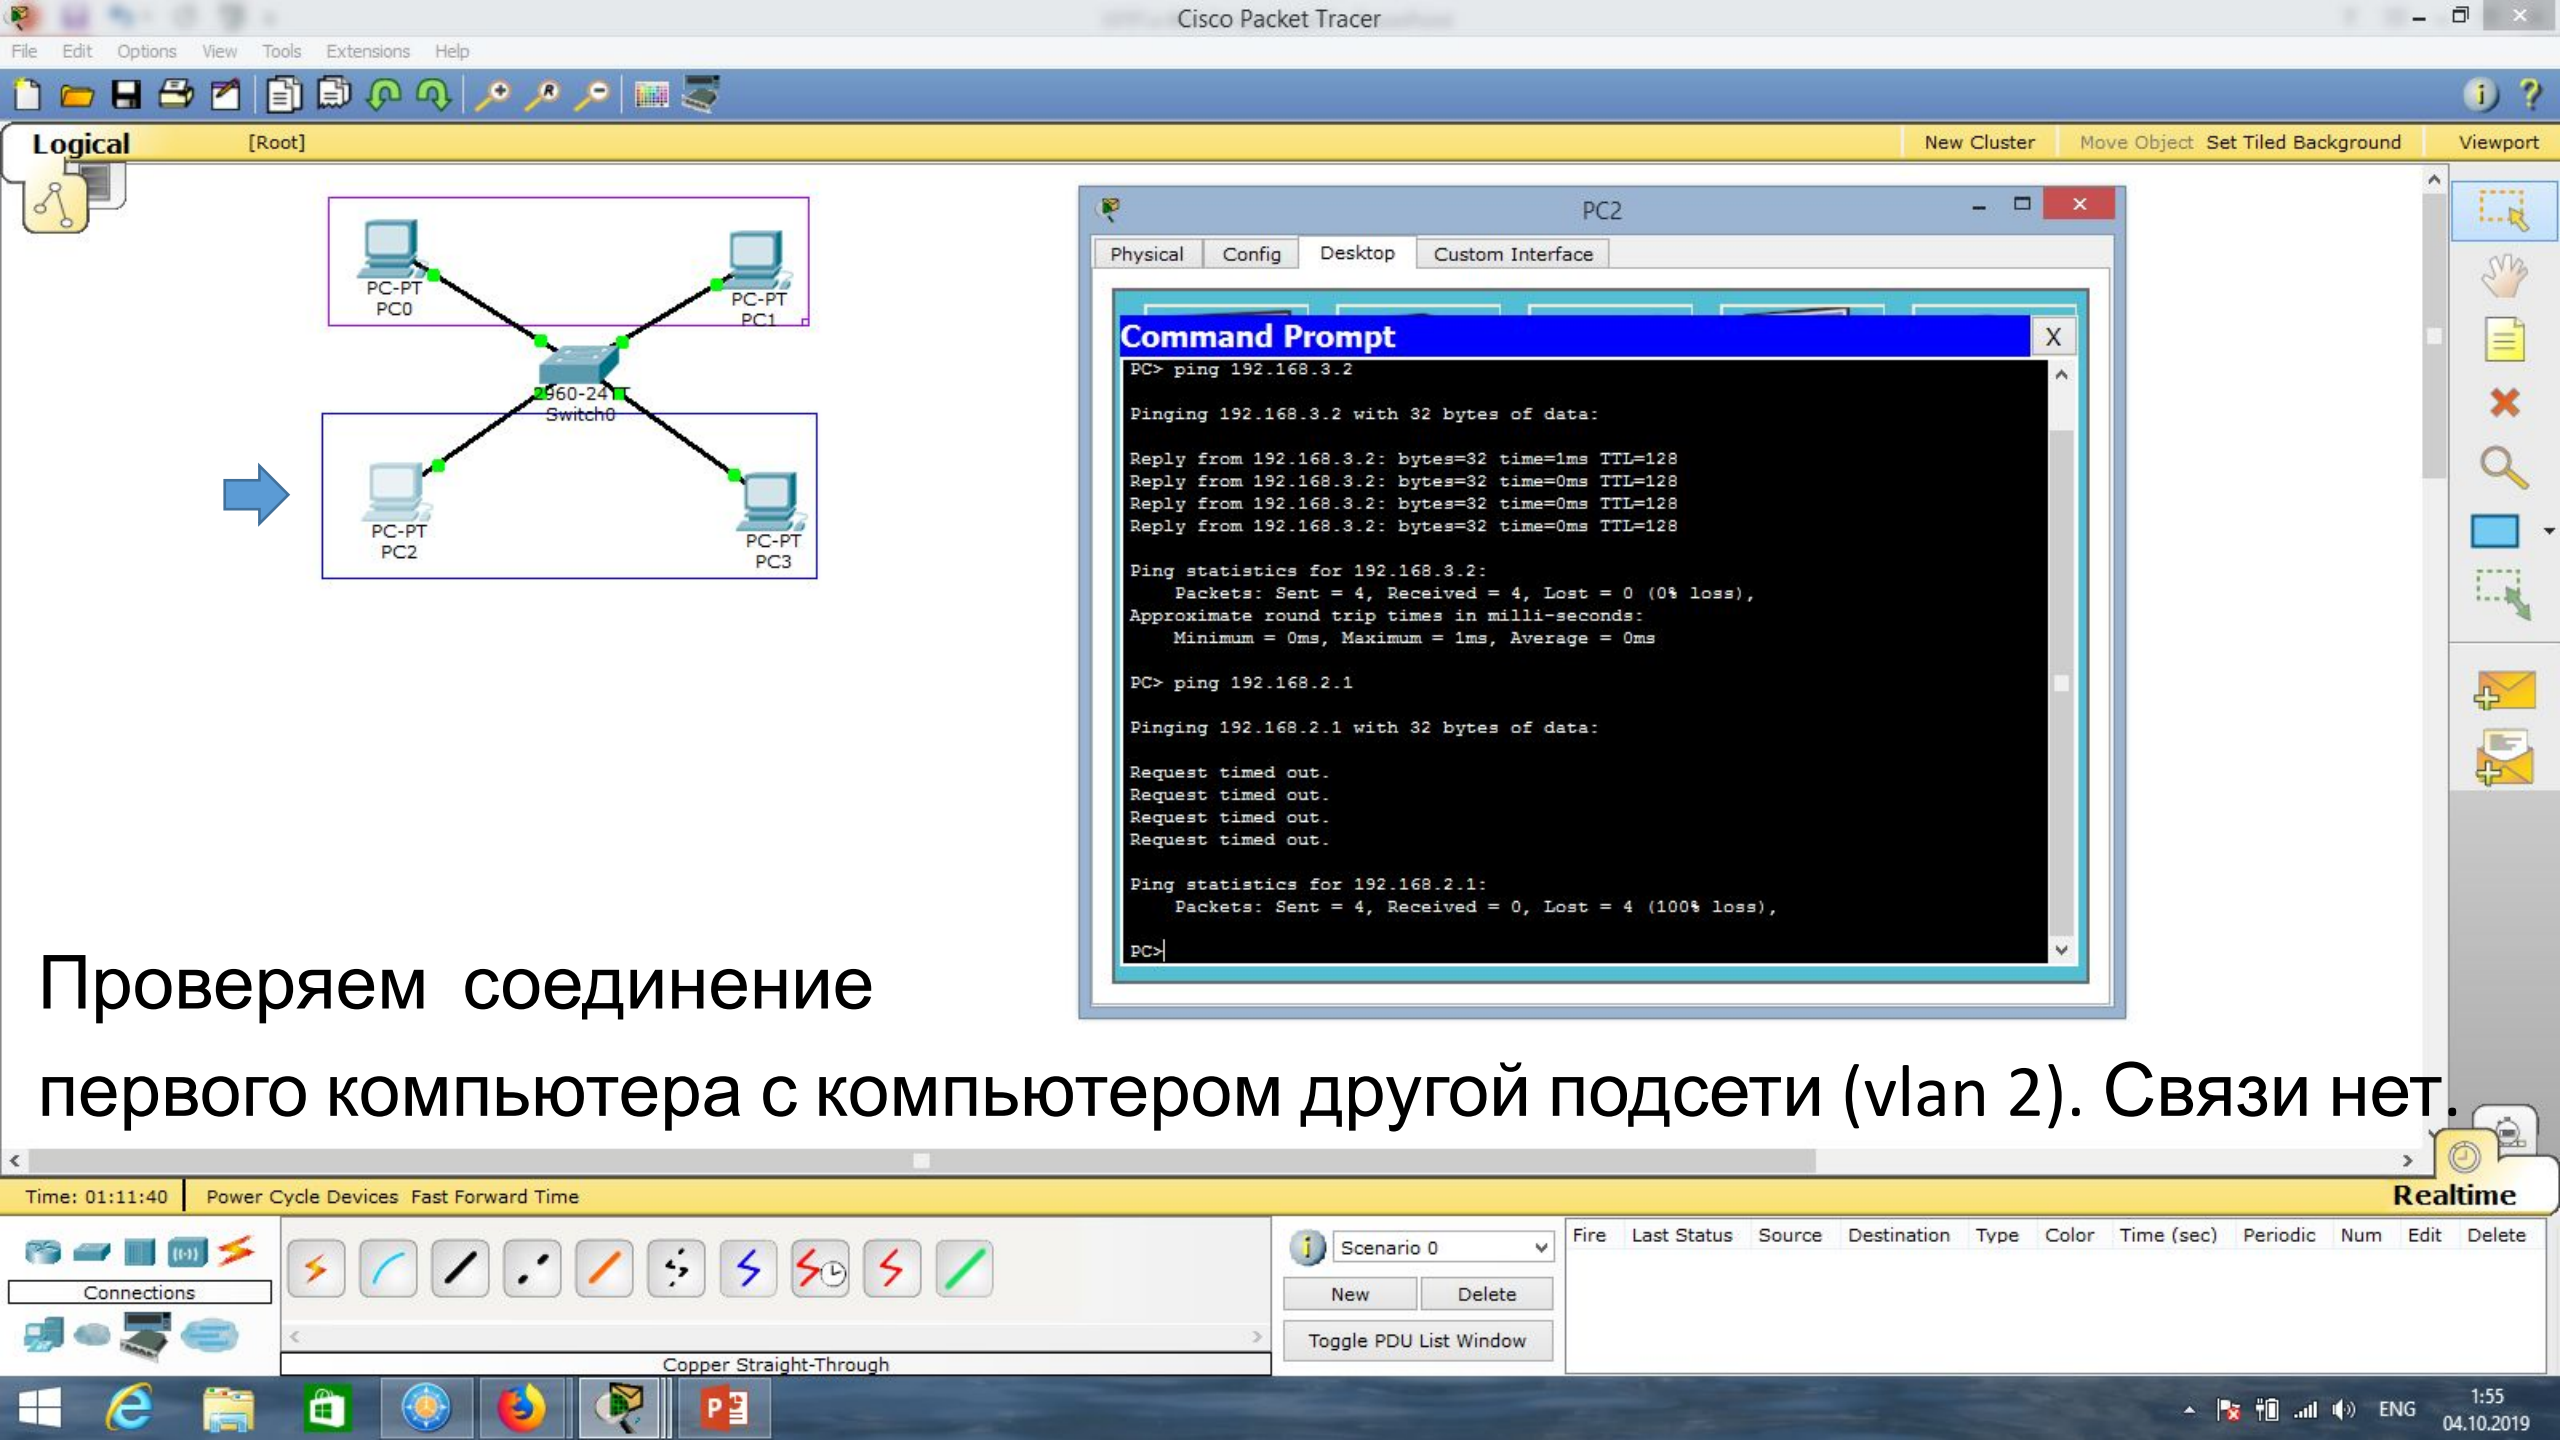 Cisco Packet Tracer
File Edit Options View Tools Extensions Help
Logical [Root] New Cluster Move Object Set Tiled Background Viewport
PC-PT
PC0
PC-PT
PC1
2960-24TT
Switch0
PC-PT
PC2
PC-PT
PC3
PC2
Physical Config Desktop Custom Interface
Command Prompt X
PC> ping 192.168.3.2
Pinging 192.168.3.2 with 32 bytes of data:
Reply from 192.168.3.2: bytes=32 time=1ms TTL=128
Reply from 192.168.3.2: bytes=32 time=0ms TTL=128
Reply from 192.168.3.2: bytes=32 time=0ms TTL=128
Reply from 192.168.3.2: bytes=32 time=0ms TTL=128
Ping statistics for 192.168.3.2:
Packets: Sent = 4, Received = 4, Lost = 0 (0% loss),
Approximate round trip times in milli-seconds:
Minimum = 0ms, Maximum = 1ms, Average = 0ms
PC> ping 192.168.2.1
Pinging 192.168.2.1 with 32 bytes of data:
Request timed out.
Request timed out.
Request timed out.
Request timed out.
Ping statistics for 192.168.2.1:
Packets: Sent = 4, Received = 0, Lost = 4 (100% loss),
PC>
Проверяем соединение
первого компьютера с компьютером другой подсети (vlan 2). Связи нет.
Time: 01:11:40 Power Cycle Devices Fast Forward Time Realtime
Connections
Copper Straight-Through
Scenario 0
New Delete
Toggle PDU List Window
Fire Last Status Source Destination Type Color Time (sec) Periodic Num Edit Delete
ENG
1:55
04.10.2019